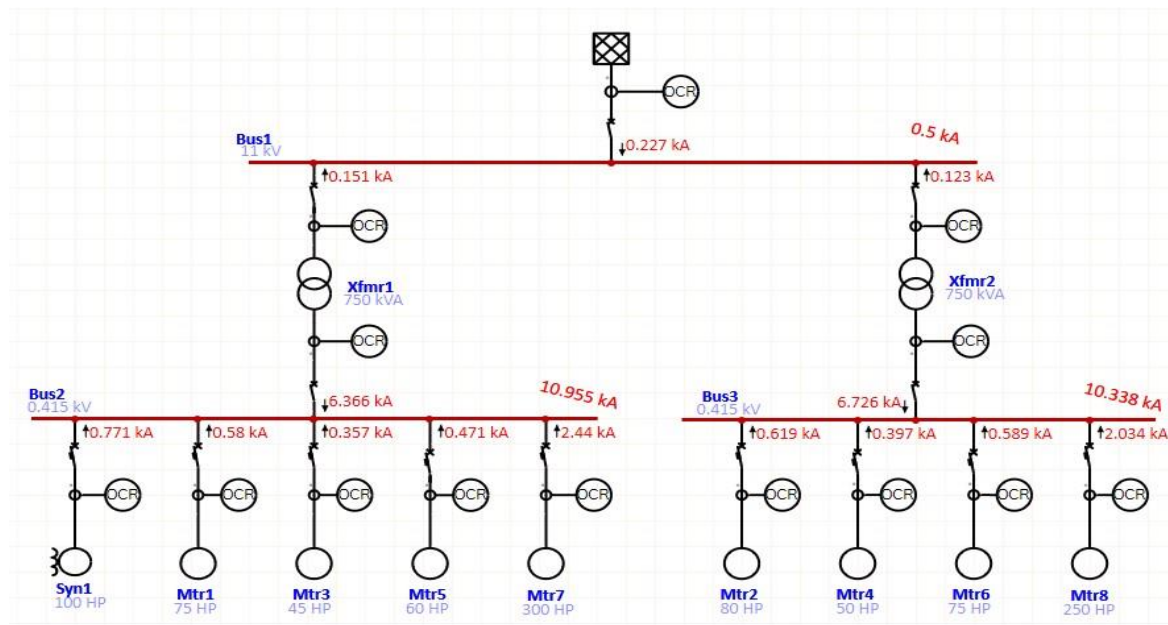 OCR
Bus1
11 kV
0.227 kA
0.5 kA
0.151 kA
0.123 kA
OCR
OCR
Xfmr1
750 kVA
Xfmr2
750 kVA
OCR
OCR
Bus2
0.415 kV
6.366 kA
10.955 kA
Bus3
0.415 kV
6.726 kA
10.338 kA
0.771 kA
0.58 kA
0.357 kA
0.471 kA
2.44 kA
0.619 kA
0.397 kA
0.589 kA
2.034 kA
OCR
OCR
OCR
OCR
OCR
OCR
OCR
OCR
OCR
Syn1
100 HP
Mtr1
75 HP
Mtr3
45 HP
Mtr5
60 HP
Mtr7
300 HP
Mtr2
80 HP
Mtr4
50 HP
Mtr6
75 HP
Mtr8
250 HP